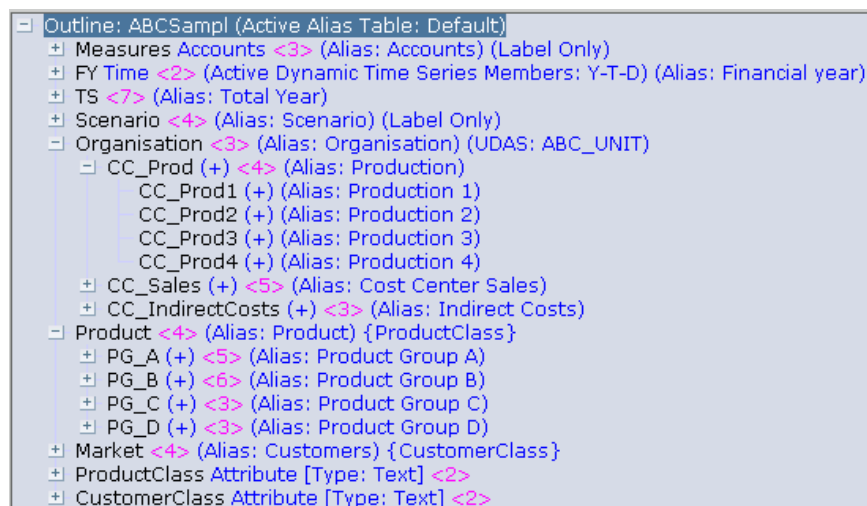 Outline: ABCSampl (Active Alias Table: Default)
Measures Accounts <3> (Alias: Accounts) (Label Only)
FY Time <2> (Active Dynamic Time Series Members: Y-T-D) (Alias: Financial year)
TS <7> (Alias: Total Year)
Scenario <4> (Alias: Scenario) (Label Only)
Organisation <3> (Alias: Organisation) (UDAS: ABC_UNIT)
CC_Prod (+) <4> (Alias: Production)
CC_Prod1 (+) (Alias: Production 1)
CC_Prod2 (+) (Alias: Production 2)
CC_Prod3 (+) (Alias: Production 3)
CC_Prod4 (+) (Alias: Production 4)
CC_Sales (+) <5> (Alias: Cost Center Sales)
CC_IndirectCosts (+) <3> (Alias: Indirect Costs)
Product <4> (Alias: Product) {ProductClass}
PG_A (+) <5> (Alias: Product Group A)
PG_B (+) <6> (Alias: Product Group B)
PG_C (+) <3> (Alias: Product Group C)
PG_D (+) <3> (Alias: Product Group D)
Market <4> (Alias: Customers) {CustomerClass}
ProductClass Attribute [Type: Text] <2>
CustomerClass Attribute [Type: Text] <2>